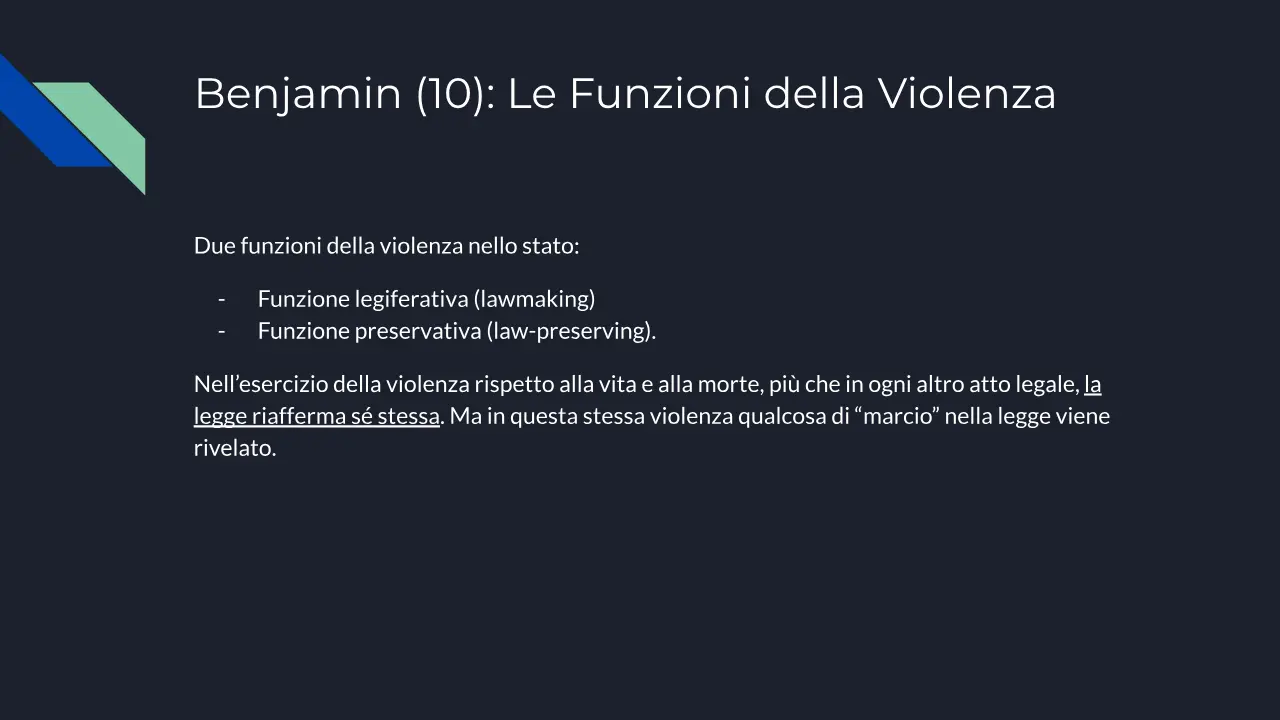 Benjamin (10): Le Funzioni della Violenza
Due funzioni della violenza nello stato:
- Funzione legiferativa (lawmaking)
- Funzione preservativa (law-preserving).
Nell’esercizio della violenza rispetto alla vita e alla morte, più che in ogni altro atto legale, la
legge riafferma sé stessa. Ma in questa stessa violenza qualcosa di “marcio” nella legge viene
rivelato.